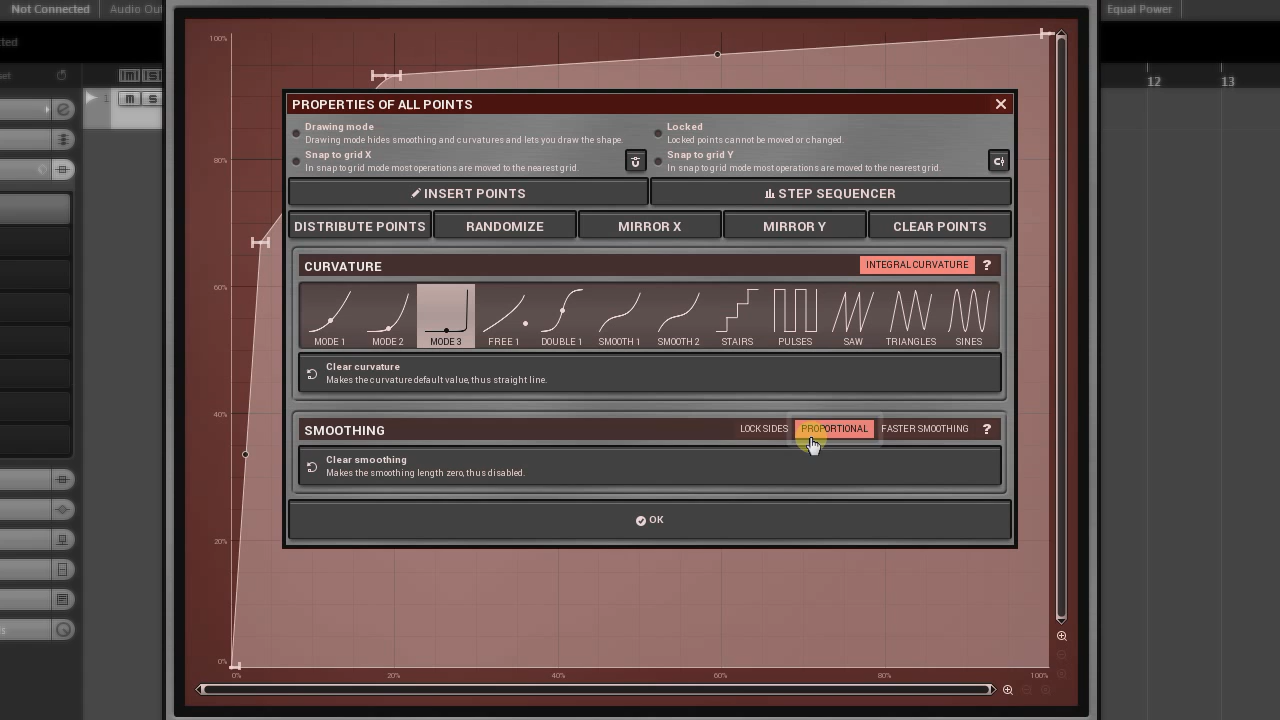 Not Connected
Audio Out
Equal Power
12
13
1
M
S
100%
80%
60%
40%
20%
0%
PROPERTIES OF ALL POINTS
Drawing mode
Drawing mode hides smoothing and curvatures and lets you draw the shape.
Locked
Locked points cannot be moved or changed.
Snap to grid X
In snap to grid mode most operations are moved to the nearest grid.
Snap to grid Y
In snap to grid mode most operations are moved to the nearest grid.
INSERT POINTS
STEP SEQUENCER
DISTRIBUTE POINTS
RANDOMIZE
MIRROR X
MIRROR Y
CLEAR POINTS
CURVATURE
INTEGRAL CURVATURE
?
MODE 1
MODE 2
MODE 3
FREE 1
DOUBLE 1
SMOOTH 1
SMOOTH 2
STAIRS
PULSES
SAW
TRIANGLES
SINES
Clear curvature
Makes the curvature default value, thus straight line.
SMOOTHING
LOCK SIDES
PROPORTIONAL
FASTER SMOOTHING
?
Clear smoothing
Makes the smoothing length zero, thus disabled.
OK
0%
20%
40%
60%
80%
100%